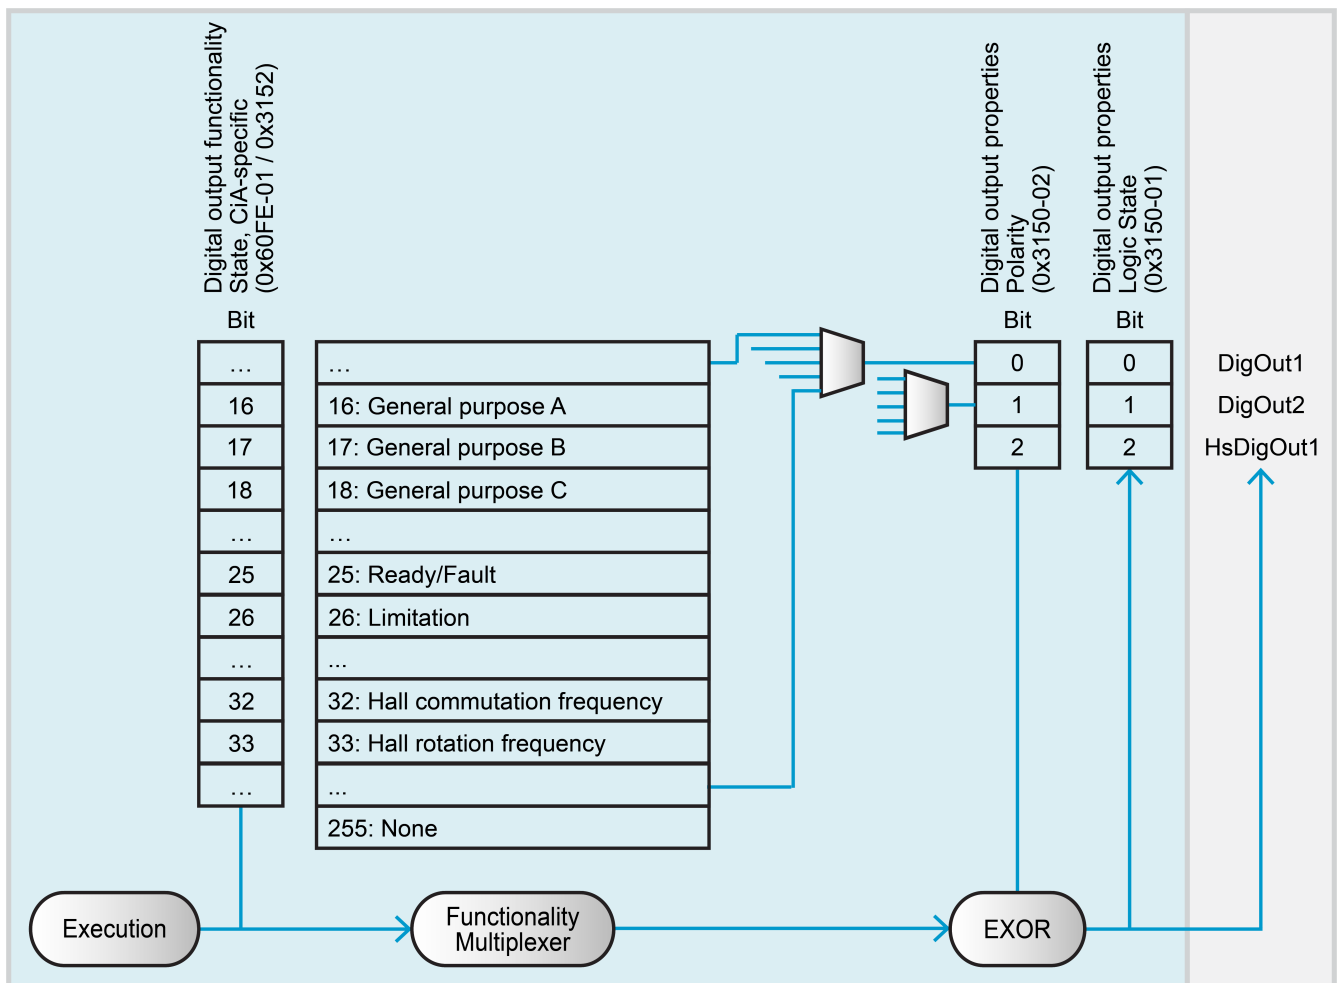 Digital output functionality
State, CiA-specific
(0x60FE-01 / 0x3152)
Digital output properties
Polarity
(0x3150-02)
Digital output properties
Logic State
(0x3150-01)
Bit
Bit
Bit
...
...
0
0
DigOut1
16
16: General purpose A
1
1
DigOut2
17
17: General purpose B
2
2
HsDigOut1
18
18: General purpose C
...
...
25
25: Ready/Fault
26
26: Limitation
...
...
32
32: Hall commutation frequency
33
33: Hall rotation frequency
...
...
255: None
Execution
Functionality
Multiplexer
EXOR